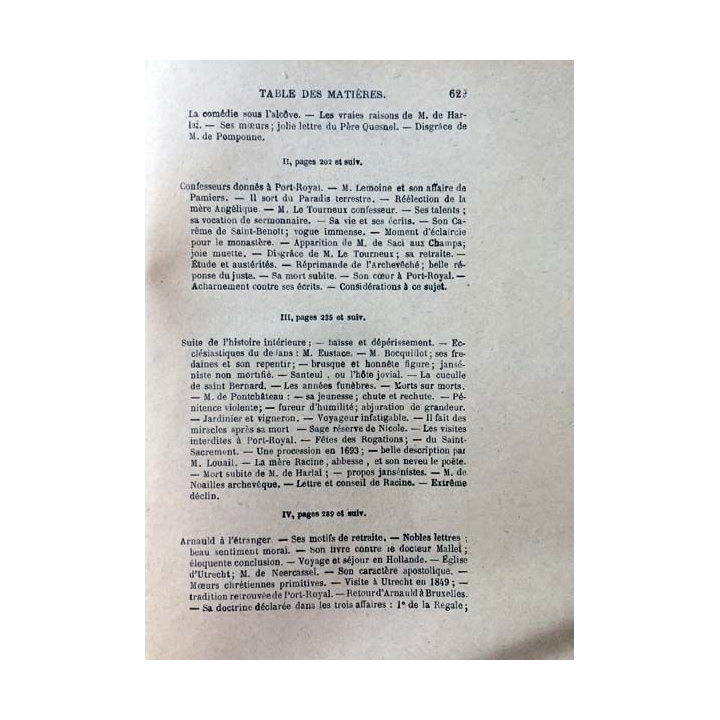 TABLE DES MATIÈRES. 629
La comédie sous l'alcôve. — Les vraies raisons de M. de Har-
lai. — Ses mœurs; jolie lettre du Père Quesnel. — Disgrâce de
M. de Pomponne.
II, pages 202 et suiv.
Confesseurs donnés à Port-Royal. — M. Lemoine et son affaire de
Pamiers. — Il sort du Paradis terrestre. — Réélection de la
mère Angélique — M. Le Tourneux confesseur. — Ses talents;
sa vocation de sermonnaire. — Sa vie et ses écrits. — Son Ca-
rême de Saint-Benoît; vogue immense. — Moment d'éclaircie
pour le monastère. — Apparition de M. de Saci aux Champs;
joie muette. — Disgrâce de M. Le Tourneux; sa retraite. —
Étude et austérités. — Réprimande de l'Archevêché; belle ré-
ponse du juste. — Sa mort subite. — Son cœur à Port-Royal. —
Acharnement contre ses écrits. — Considérations à ce sujet.
III, pages 235 et suiv.
Suite de l'histoire intérieure; — baisse et dépérissement. — Ec-
clésiastiques du dedans : M. Eustace. — M. Bocquillot; ses fre-
daines et son repentir; — brusque et honnête figure; jansé-
niste non mortifié. — Santeul, ou l'hôte jovial. — La cuculle
de saint Bernard. — Les années funèbres. — Morts sur morts.
— M. de Pontchâteau : — sa jeunesse; chute et rechute. — Pé-
nitence violente; — fureur d'humilité; abjuration de grandeur.
— Jardinier et vigneron. — Voyageur infatigable. — Il fait des
miracles après sa mort — Sage réserve de Nicole. — Les visites
interdites à Port-Royal. — Fêtes des Rogations; — du Saint-
Sacrement. — Une procession en 1693; — belle description par
M. Louail. — La mère Racine, abbesse, et son neveu le poëte.
— Mort subite de M. de Harlai; — propos jansénistes. — M. de
Noailles archevêque. — Lettre et conseil de Racine. — Extrême
déclin.
IV, pages 289 et suiv.
Arnauld à l'étranger. — Ses motifs de retraite. — Nobles lettres;
beau sentiment moral. — Son livre contre le docteur Mallet;
éloquente conclusion. — Voyage et séjour en Hollande. — Église
d'Utrecht; M. de Neercassel. — Son caractère apostolique. —
Mœurs chrétiennes primitives. — Visite à Utrecht en 1849; —
tradition retrouvée de Port-Royal. — Retour d'Arnauld à Bruxelles.
— Sa doctrine déclarée dans les trois affaires : 1° de la Régale;